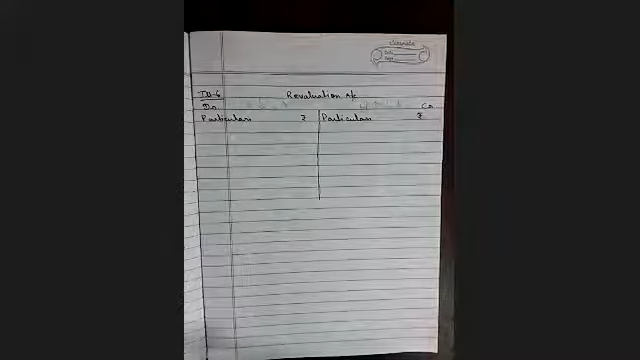 Ill-6 Revaluation A/c
Dr Cr
Particulars ₹ Particulars ₹